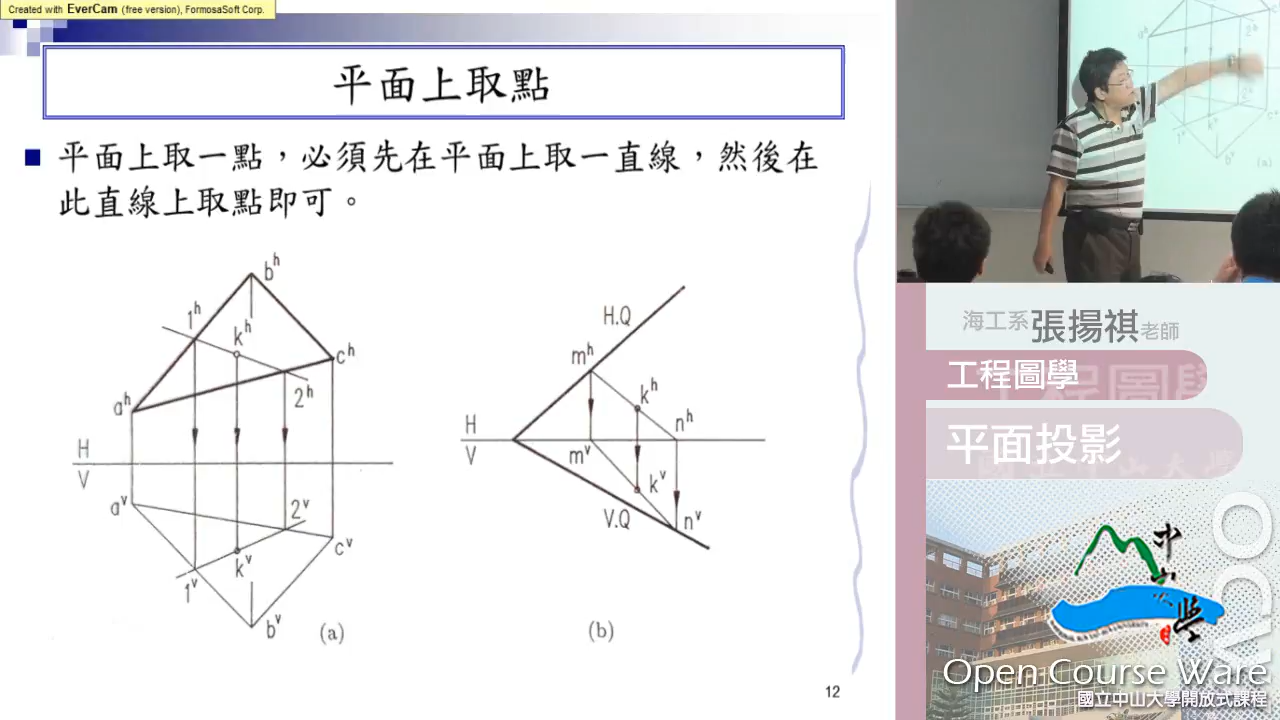 Created with EverCam (free version), FormosaSoft Corp.
平面上取點
平面上取一點，必須先在平面上取一直線，然後在
此直線上取點即可。
b^h
1^h
k^h
c^h
a^h
2^h
H
V
a^v
2^v
c^v
k^v
1^v
b^v
(a)
H.Q
m^h
k^h
n^h
H
V
m^v
k^v
V.Q
n^v
(b)
12
海工系 張揚祺 老師
工程圖學
平面投影
中山大學
OCW
Open Course Ware
國立中山大學開放式課程